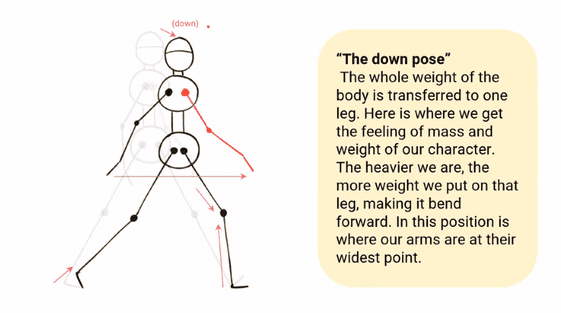 (down)
“The down pose”
The whole weight of the
body is transferred to one
leg. Here is where we get
the feeling of mass and
weight of our character.
The heavier we are, the
more weight we put on that
leg, making it bend
forward. In this position is
where our arms are at their
widest point.